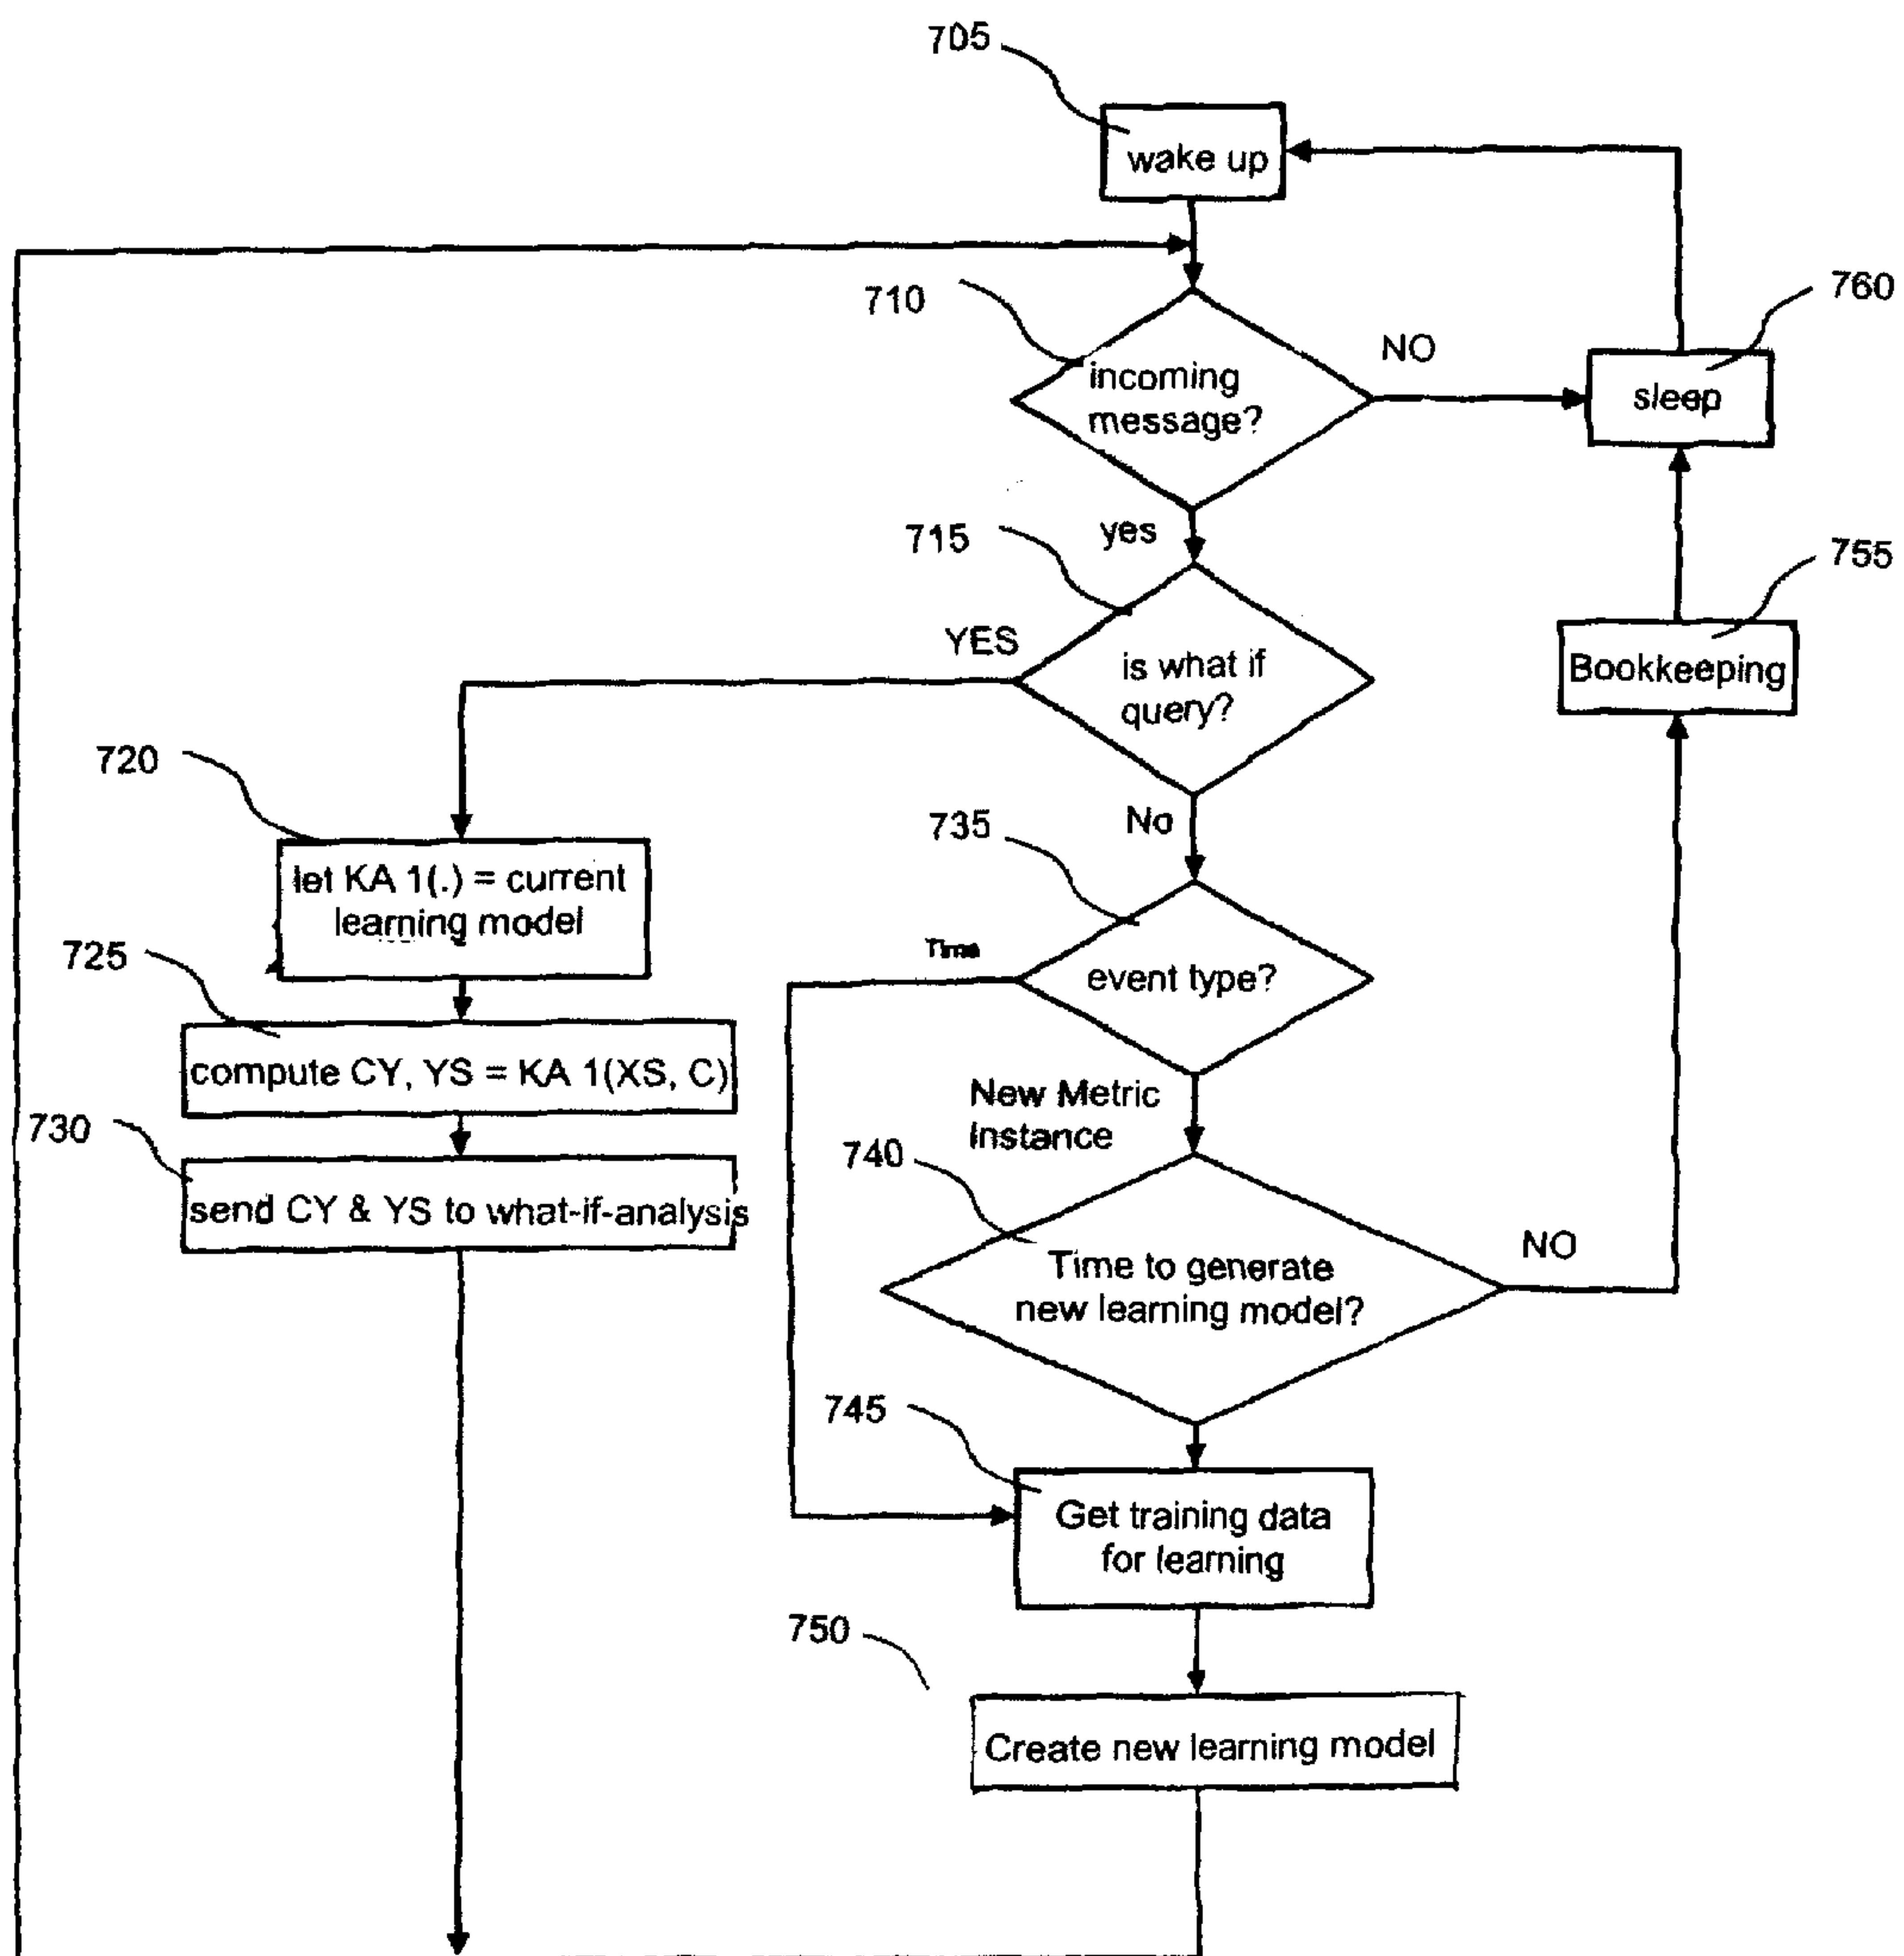 705
wake up
710
incoming
message?
NO
760
sleep
yes
715
YES
is what if
query?
755
Bookkeeping
720
let KA 1(.) = current
learning model
No
735
Time
event type?
725
compute CY, YS = KA 1(XS, C)
New Metric
Instance
730
send CY & YS to what-if-analysis
740
Time to generate
new learning model?
NO
745
Get training data
for learning
750
Create new learning model